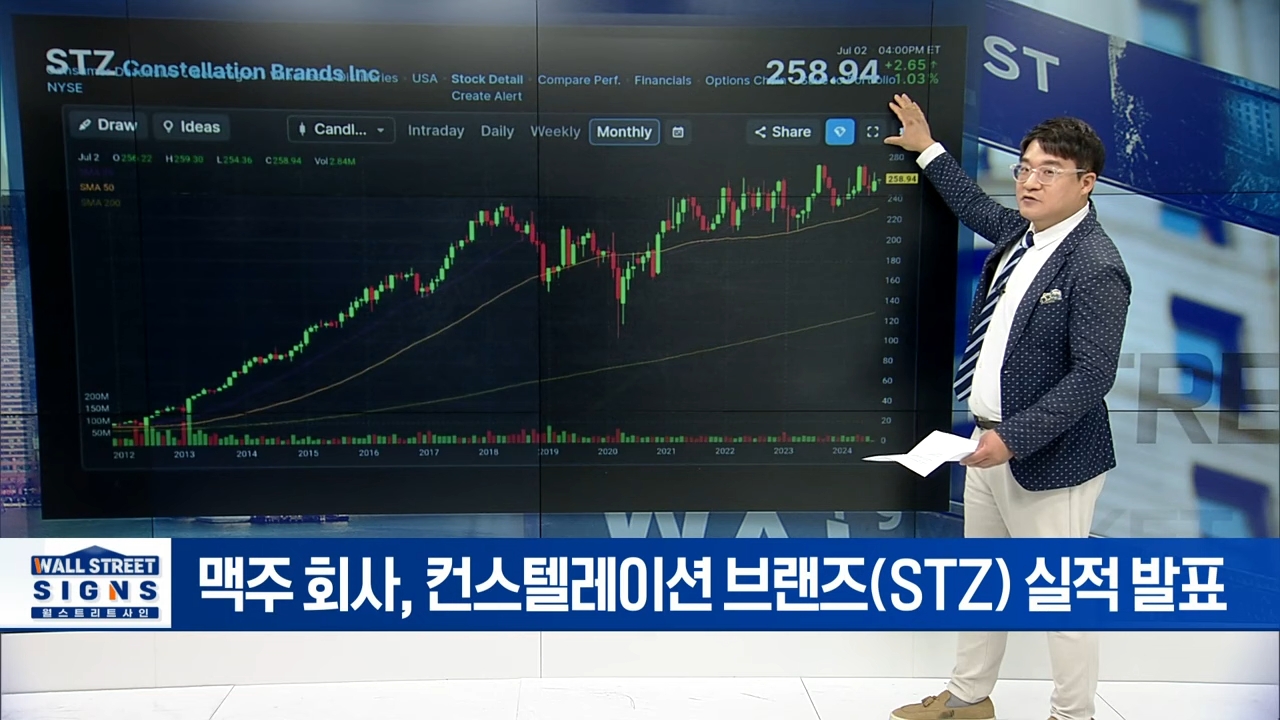 STZ Constellation Brands Inc
USA · Stock Detail · Compare Perf. · Financials · Options
NYSE
Create Alert
Jul 02 04:00PM ET
258.94
+2.65
1.03%
ST
Draw
Ideas
Candl...
Intraday
Daily
Weekly
Monthly
Share
Jul 2 O 256.22 H 259.30 L 254.36 C 258.94 Vol 2.84M
SMA 50
SMA 200
280
258.94
240
220
200
180
160
140
120
100
80
60
40
20
0
200M
150M
100M
50M
2012 2013 2014 2015 2016 2017 2018 2019 2020 2021 2022 2023 2024
TRE
WALL STREET
SIGNS
월스트리트사인
맥주 회사, 컨스텔레이션 브랜즈(STZ) 실적 발표